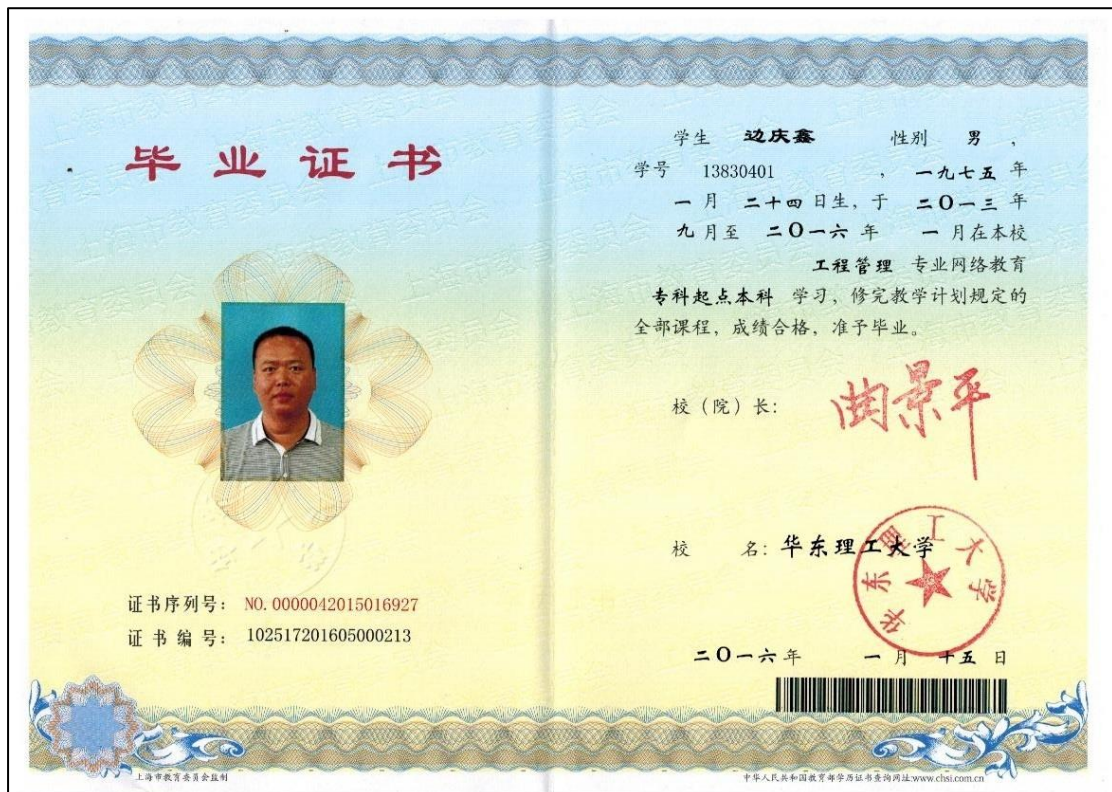 毕业证书
证书序列号： NO. 0000042015016927
证书编号： 102517201605000213
上海市教育委员会监制
学生 边庆鑫 性别 男 ，
学号 13830401 ， 一九七五 年
一 月 二十四 日生，于 二〇一三 年
九 月至 二〇一六 年 一 月在本校
工程管理 专业网络教育
专科起点本科 学习，修完教学计划规定的
全部课程，成绩合格，准予毕业。
校（院）长：
曲景平
校 名：华东理工大学
华东理工大学
二〇一六 年 一 月 十五 日
中华人民共和国教育部学历证书查询网址:www.chsi.com.cn